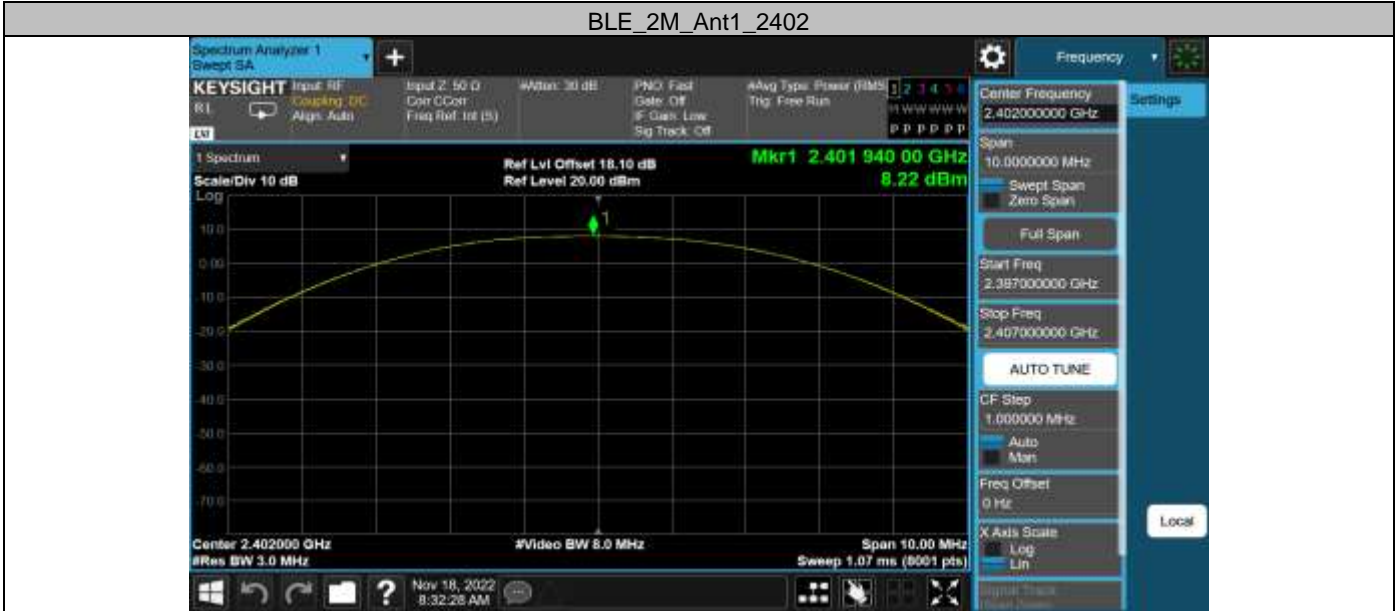 BLE_2M_Ant1_2402
Spectrum Analyzer 1
Swept SA
+
Frequency
KEYSIGHT
Input: RF
Coupling: DC
Align: Auto
Input Z: 50 Ω
Corr CCorr
Freq Ref: Int (S)
#Atten: 30 dB
PNO: Fast
Gate: Off
IF Gain: Low
Sig Track: Off
#Avg Type: Power (RMS)
Trig: Free Run
1 2 3 4 5 6
M W W W W W
P P P P P P
LXI
Center Frequency
2.402000000 GHz
Settings
Span
10.0000000 MHz
Swept Span
Zero Span
Full Span
Start Freq
2.397000000 GHz
Stop Freq
2.407000000 GHz
AUTO TUNE
CF Step
1.000000 MHz
Auto
Man
Freq Offset
0 Hz
X Axis Scale
Log
Lin
Signal Track
Local
1 Spectrum
Scale/Div 10 dB
Log
Ref Lvl Offset 18.10 dB
Ref Level 20.00 dBm
Mkr1 2.401 940 00 GHz
8.22 dBm
1
10.0
0.00
-10.0
-20.0
-30.0
-40.0
-50.0
-60.0
-70.0
Center 2.402000 GHz
#Video BW 8.0 MHz
Span 10.00 MHz
#Res BW 3.0 MHz
Sweep 1.07 ms (8001 pts)
?
Nov 18, 2022
8:32:28 AM